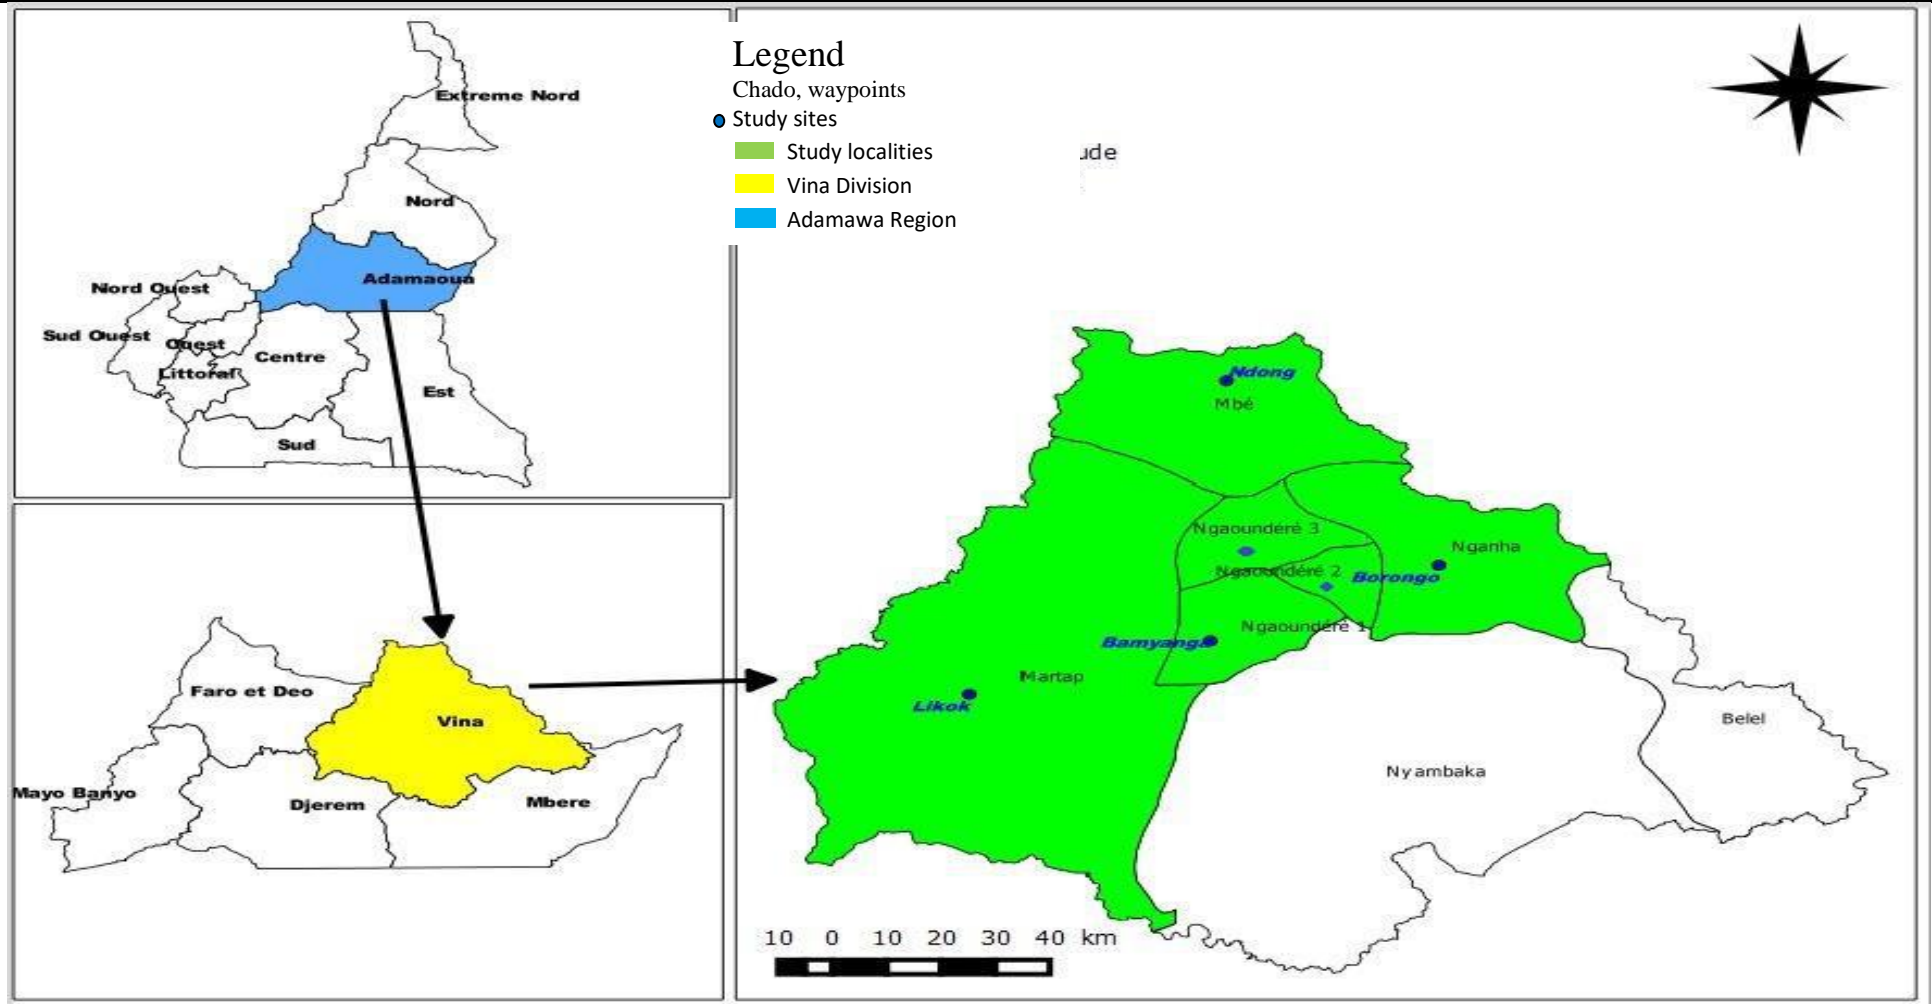 Extreme Nord
Nord
Adamaoua
Nord Ouest
Sud Ouest
Ouest
Centre
Littoral
Est
Sud
Legend
Chado, waypoints
Study sites
Study localities
Vina Division
Adamawa Region
ude
Faro et Deo
Vina
Mayo Banyo
Djerem
Mbere
Ndong
Mbé
Ngaoundéré 3
Nganha
Ngaoundéré 2
Borongo
Ngaoundéré 1
Bamyanga
Martap
Likok
Belel
Nyambaka
10 0 10 20 30 40 km